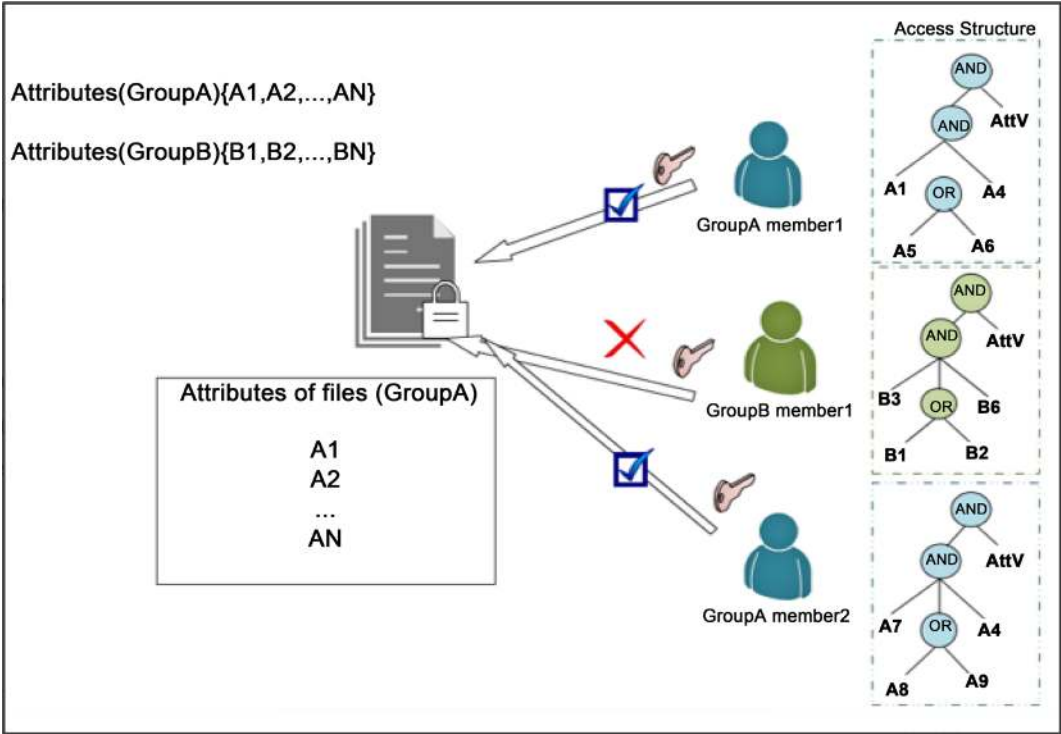 Access Structure
Attributes(GroupA){A1,A2,...,AN}
Attributes(GroupB){B1,B2,...,BN}
AND
AND
AttV
A1
OR
A4
A5
A6
GroupA member1
AND
AND
AttV
B3
OR
B6
B1
B2
GroupB member1
Attributes of files (GroupA)
A1
A2
...
AN
AND
AND
AttV
A7
OR
A4
A8
A9
GroupA member2